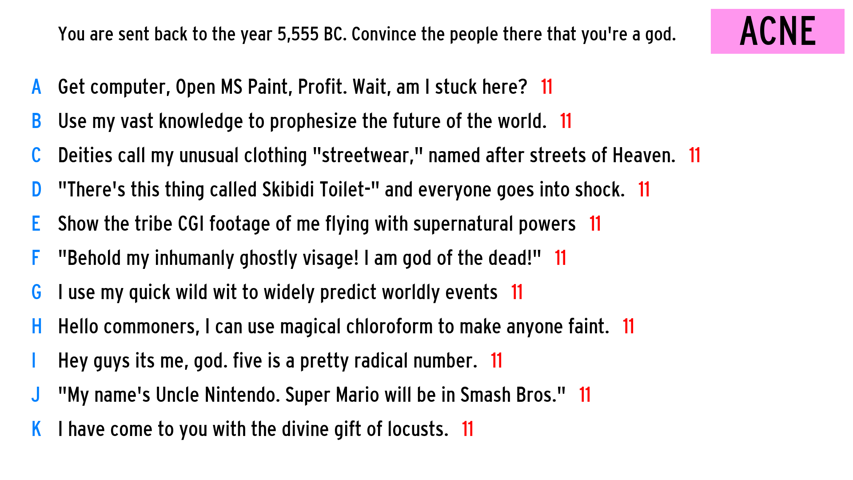 You are sent back to the year 5,555 BC. Convince the people there that you're a god.
ACNE
A Get computer, Open MS Paint, Profit. Wait, am I stuck here? 11
B Use my vast knowledge to prophesize the future of the world. 11
C Deities call my unusual clothing "streetwear," named after streets of Heaven. 11
D "There's this thing called Skibidi Toilet-" and everyone goes into shock. 11
E Show the tribe CGI footage of me flying with supernatural powers 11
F "Behold my inhumanly ghostly visage! I am god of the dead!" 11
G I use my quick wild wit to widely predict worldly events 11
H Hello commoners, I can use magical chloroform to make anyone faint. 11
I Hey guys its me, god. five is a pretty radical number. 11
J "My name's Uncle Nintendo. Super Mario will be in Smash Bros." 11
K I have come to you with the divine gift of locusts. 11